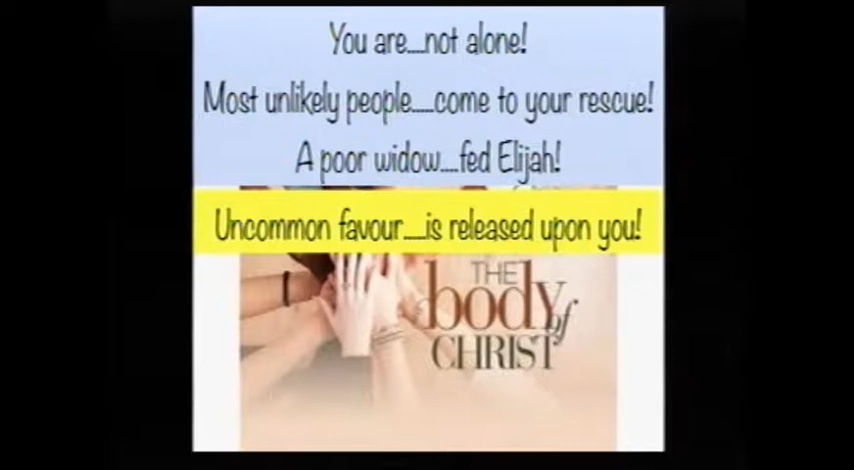 You are....not alone!
Most unlikely people.....come to your rescue!
A poor widow....fed Elijah!
Uncommon favour.....is released upon you!
THE
body
of
CHRIST